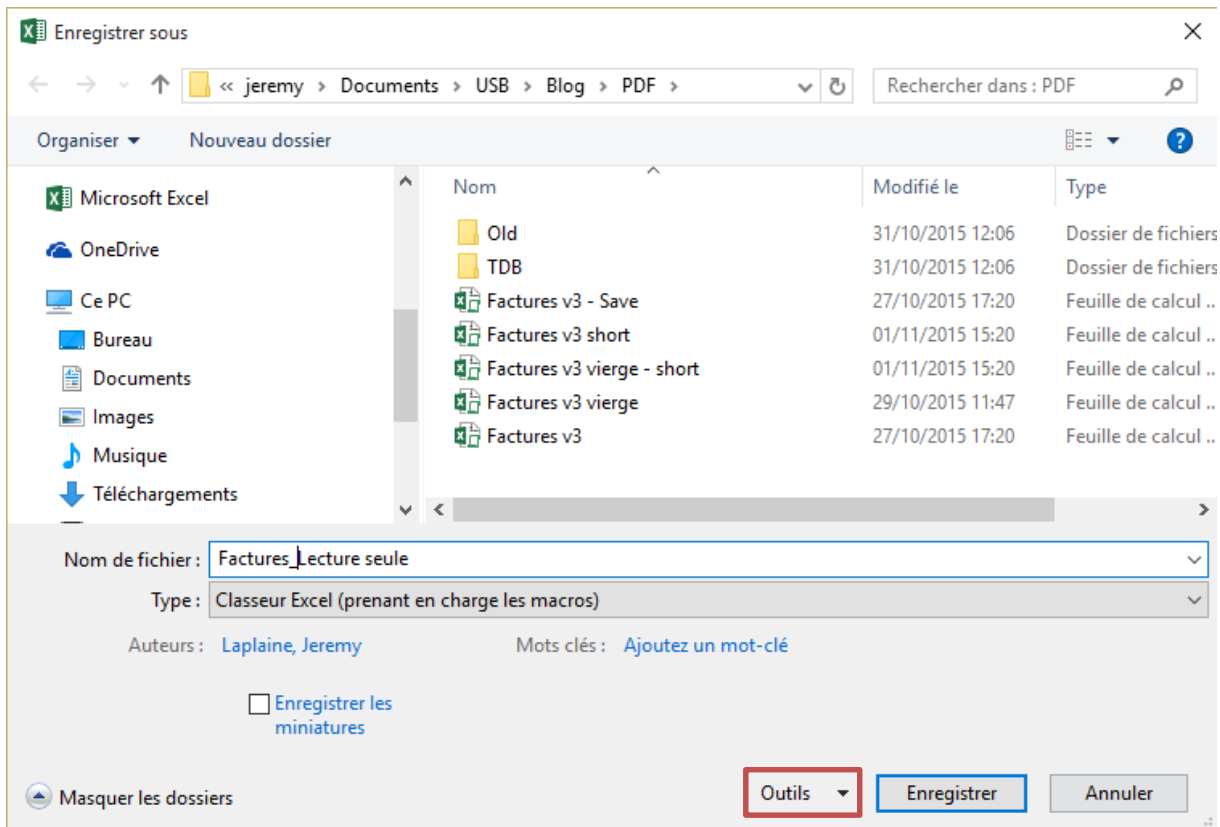 Enregistrer sous
« jeremy > Documents > USB > Blog > PDF >
Rechercher dans : PDF
Organiser
Nouveau dossier
?
Microsoft Excel
OneDrive
Ce PC
Bureau
Documents
Images
Musique
Téléchargements
Nom Modifié le Type
Old 31/10/2015 12:06 Dossier de fichiers
TDB 31/10/2015 12:06 Dossier de fichiers
Factures v3 - Save 27/10/2015 17:20 Feuille de calcul ...
Factures v3 short 01/11/2015 15:20 Feuille de calcul ...
Factures v3 vierge - short 01/11/2015 15:20 Feuille de calcul ...
Factures v3 vierge 29/10/2015 11:47 Feuille de calcul ...
Factures v3 27/10/2015 17:20 Feuille de calcul ...
Nom de fichier : Factures_Lecture seule
Type : Classeur Excel (prenant en charge les macros)
Auteurs : Laplaine, Jeremy Mots clés : Ajoutez un mot-clé
Enregistrer les
miniatures
Masquer les dossiers
Outils
Enregistrer
Annuler